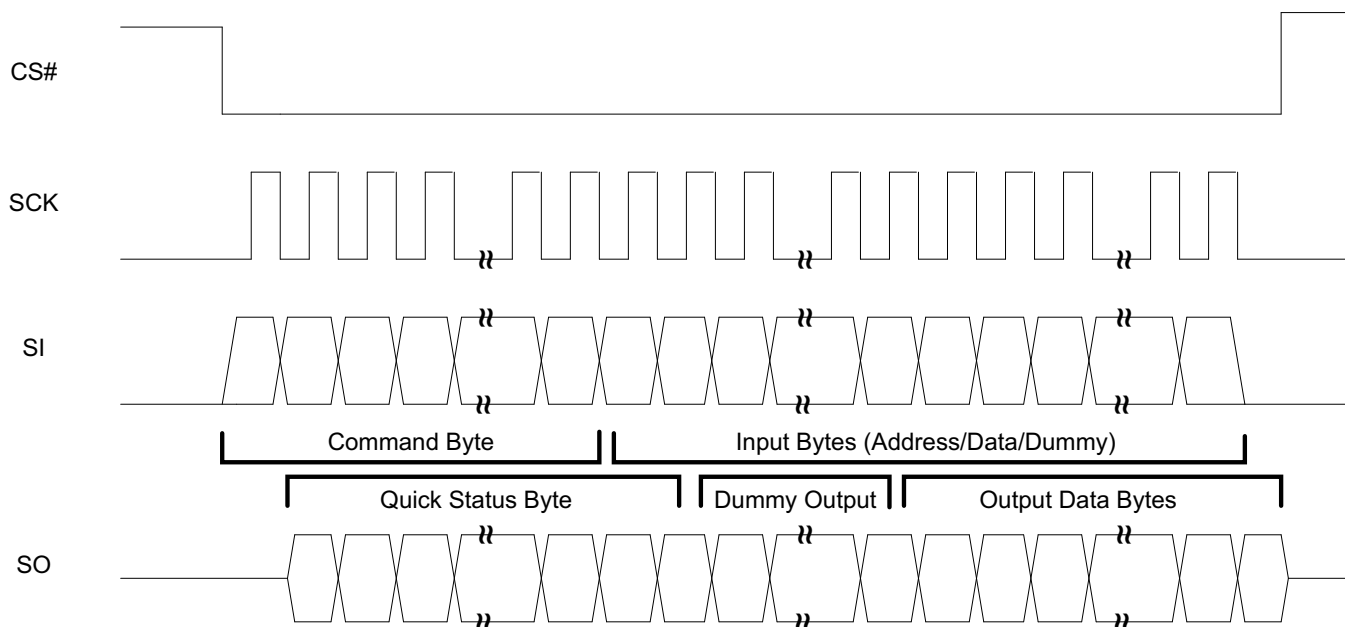 CS#
SCK
SI
Command Byte
Input Bytes (Address/Data/Dummy)
Quick Status Byte
Dummy Output
Output Data Bytes
SO